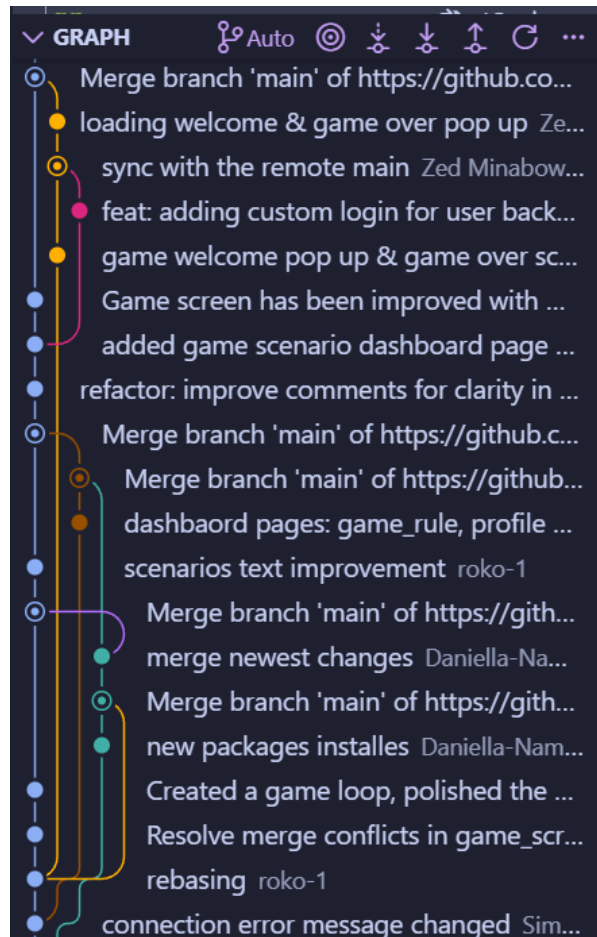 GRAPH Auto ...
Merge branch 'main' of https://github.co...
loading welcome & game over pop up Ze...
sync with the remote main Zed Minabow...
feat: adding custom login for user back...
game welcome pop up & game over sc...
Game screen has been improved with ...
added game scenario dashboard page ...
refactor: improve comments for clarity in ...
Merge branch 'main' of https://github.c...
Merge branch 'main' of https://github...
dashbaord pages: game_rule, profile ...
scenarios text improvement roko-1
Merge branch 'main' of https://gith...
merge newest changes Daniella-Na...
Merge branch 'main' of https://gith...
new packages installes Daniella-Nam...
Created a game loop, polished the ...
Resolve merge conflicts in game_scr...
rebasing roko-1
connection error message changed Sim...